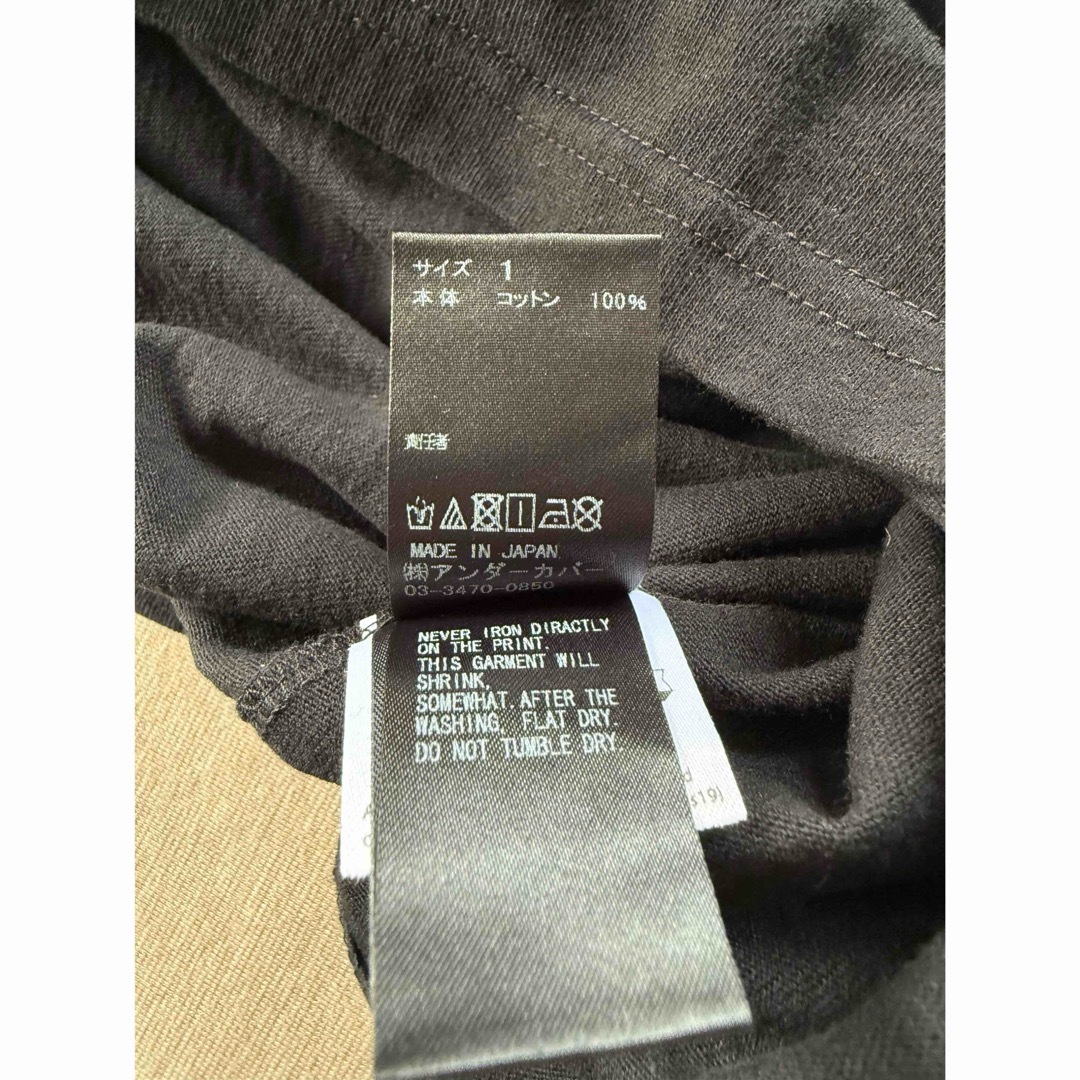 サイズ 1
本体 コットン 100%
責任者
MADE IN JAPAN
㈱アンダーカバー
03-3470-0850
NEVER IRON DIRACTLY
ON THE PRINT.
THIS GARMENT WILL
SHRINK,
SOMEWHAT.AFTER THE
WASHING. FLAT DRY.
DO NOT TUMBLE DRY.
s19)